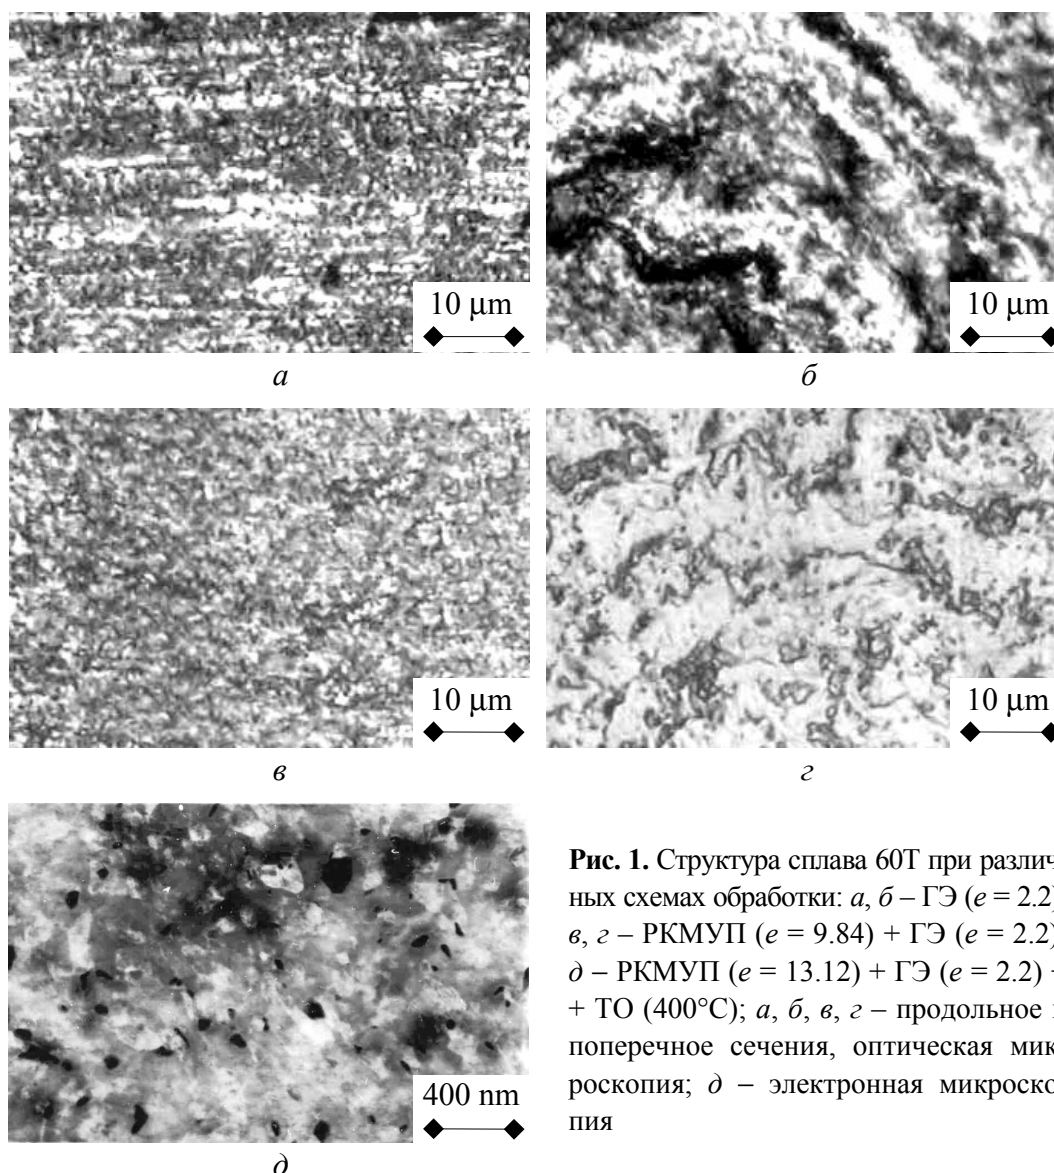 10 μm
10 μm
а
б
10 μm
10 μm
в
г
400 nm
д
Рис. 1. Структура сплава 60Т при различ-
ных схемах обработки: а, б – ГЭ (e = 2.2)
в, г – РКМУП (e = 9.84) + ГЭ (e = 2.2)
д – РКМУП (e = 13.12) + ГЭ (e = 2.2)
+ ТО (400°C); а, б, в, г – продольное
поперечное сечения, оптическая мик-
роскопия; д – электронная микроско-
пия